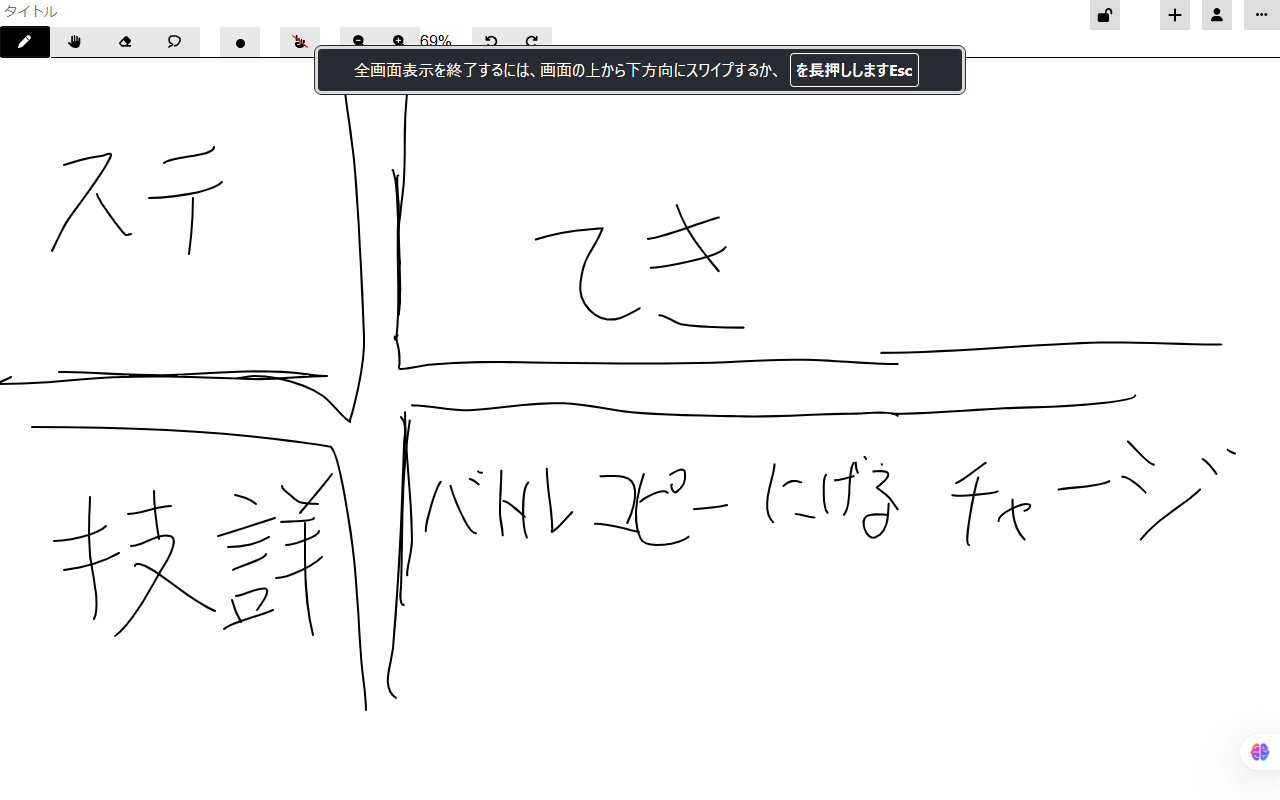 タイトル
69%
全画面表示を終了するには、画面の上から下方向にスワイプするか、 を長押ししますEsc
ステ
てき
技詳
バトル コピー にげる チャージ